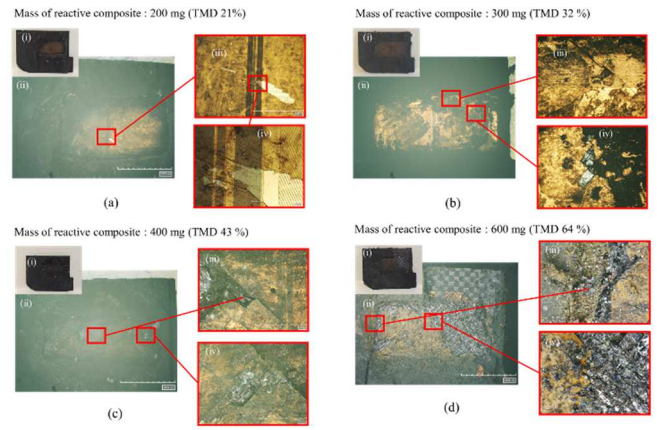 Mass of reactive composite : 200 mg (TMD 21%)
(i)
(ii)
(iii)
(iv)
(a)
Mass of reactive composite : 300 mg (TMD 32 %)
(i)
(ii)
(iii)
(iv)
(b)
Mass of reactive composite : 400 mg (TMD 43 %)
(i)
(ii)
(iii)
(iv)
(c)
Mass of reactive composite : 600 mg (TMD 64 %)
(i)
(ii)
(iii)
(d)